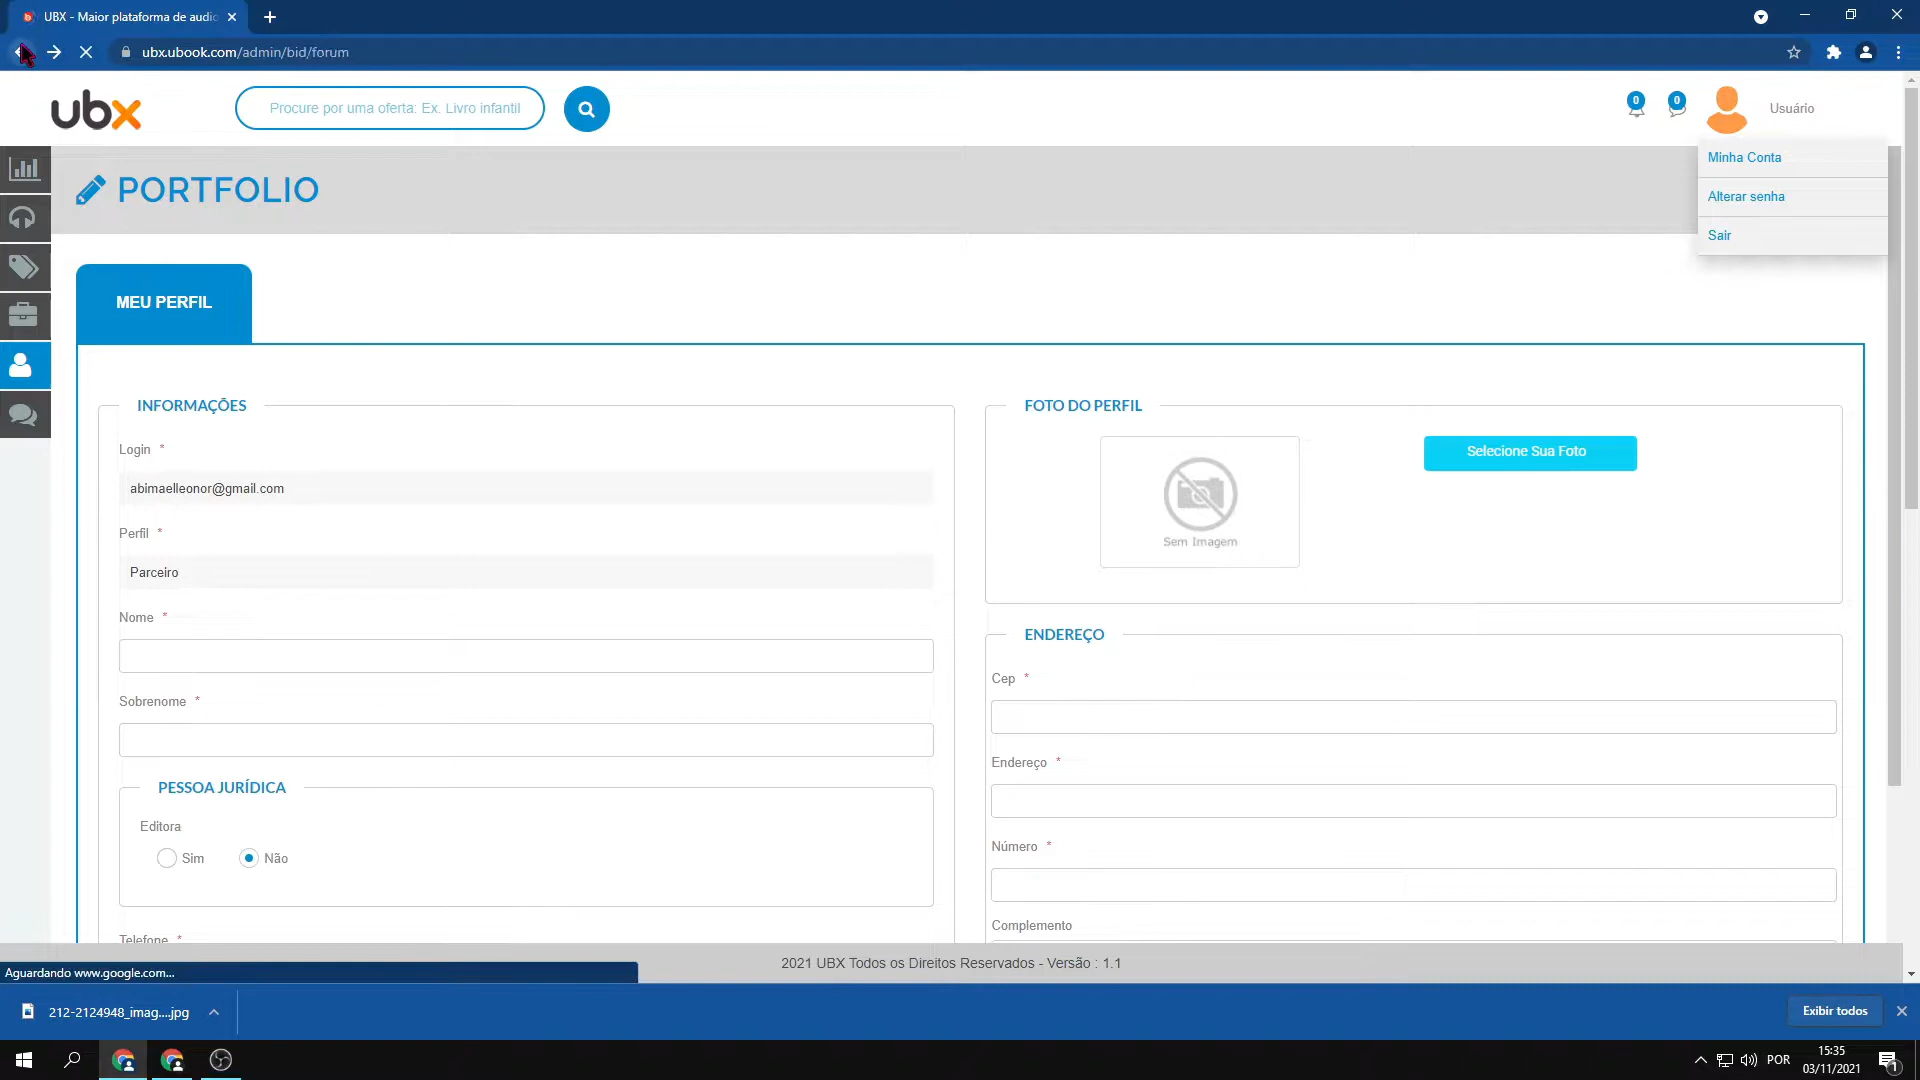 UBX - Maior plataforma de audio
ubx.ubook.com/admin/bid/forum
ubx
Procure por uma oferta: Ex. Livro infantil
0
0
Usuário
Minha Conta
Alterar senha
Sair
PORTFOLIO
MEU PERFIL
INFORMAÇÕES
Login *
abimaelleonor@gmail.com
Perfil *
Parceiro
Nome *
Sobrenome *
PESSOA JURÍDICA
Editora
Sim Não
Telefone *
FOTO DO PERFIL
Sem Imagem
Selecione Sua Foto
ENDEREÇO
Cep *
Endereço *
Número *
Complemento
2021 UBX Todos os Direitos Reservados - Versão : 1.1
Aguardando www.google.com...
212-2124948_imag....jpg
Exibir todos
POR
15:35
03/11/2021
1